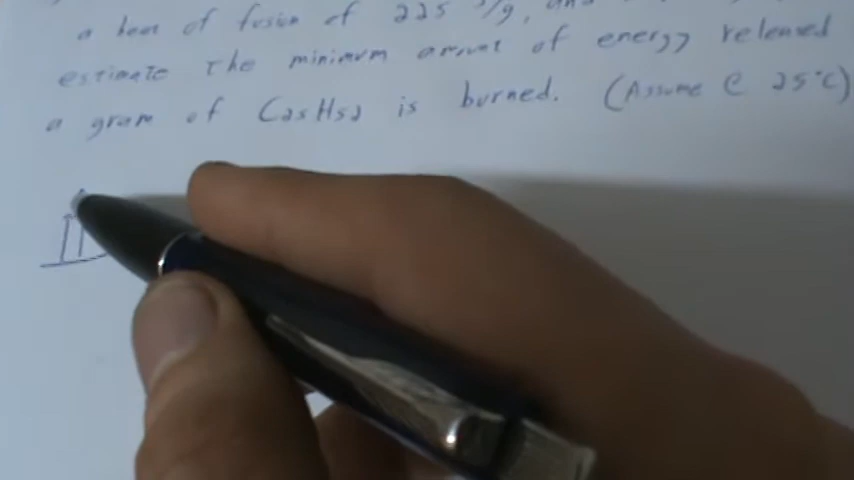 a heat of fusion of 225 J/g, and
estimate the minimum amount of energy released
a gram of C25H52 is burned. (Assume @ 25°C)